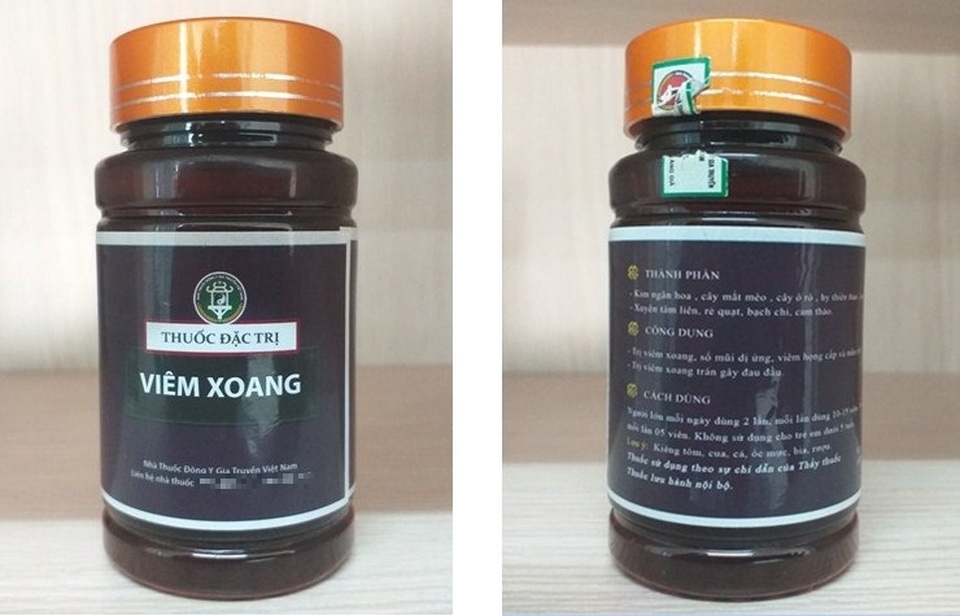 THUỐC ĐẶC TRỊ
VIÊM XOANG
Nhà Thuốc Đông Y Gia Truyền Việt Nam
Liên hệ nhà thuốc
THÀNH PHẦN
- Kim ngân hoa , cây mắt mèo , cây ô rô , hy thiêm
- Xuyên tâm liên, rẻ quạt, bạch chỉ, cam thảo.
CÔNG DỤNG
- Trị viêm xoang, sổ mũi dị ứng, viêm họng cấp và
- Trị viêm xoang trán gây đau đầu.
CÁCH DÙNG
Người lớn mỗi ngày dùng 2 lần, mỗi lần dùng 10-15 viên
mỗi lần 05 viên. Không sử dụng cho trẻ em dưới 5 tuổi.
Lưu ý: Kiêng tôm, cua, cá, ốc mực, bia, rượu.
Thuốc sử dụng theo sự chỉ dẫn của Thầy thuốc
Thuốc lưu hành nội bộ.